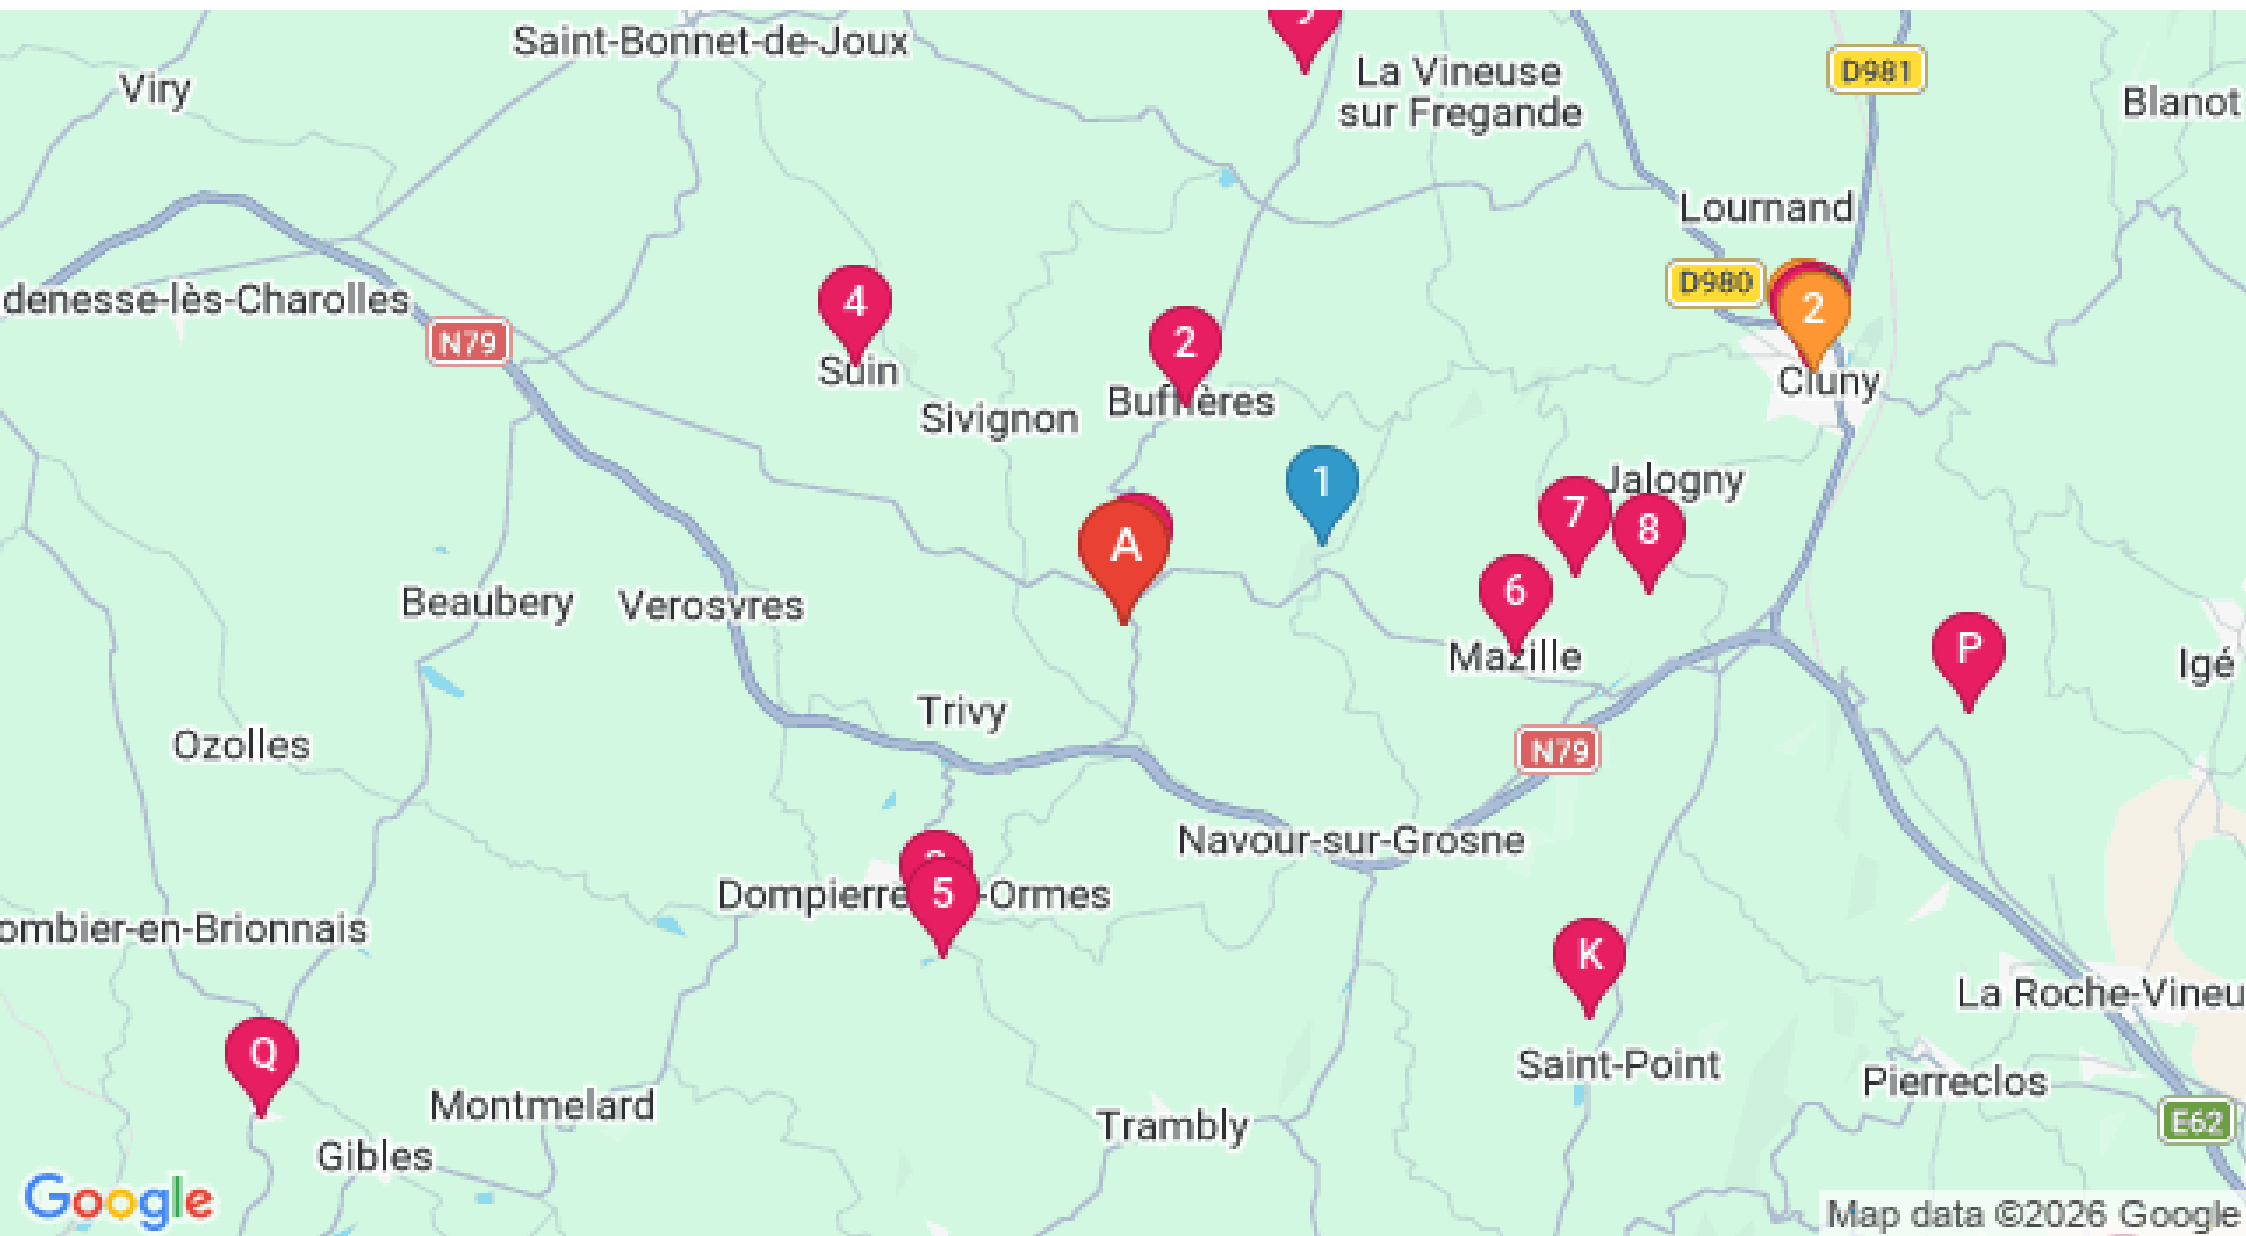 Saint-Bonnet-de-Joux
La Vineuse
sur Fregande
D981
Viry
Blanot
Lournand
D980
denesse-lès-Charolles
N79
4
2
2
Suin
Buffières
Cluny
Sivignon
1
Jalogny
7
8
A
6
Beaubery
Verosvres
Mazille
P
Igé
Trivy
Ozolles
N79
Navour-sur-Grosne
5
Dompierre
-Ormes
ombier-en-Brionnais
K
La Roche-Vineu
Q
Saint-Point
Pierreclos
Montmelard
Trambly
E62
Gibles
Google
Map data ©2026 Google